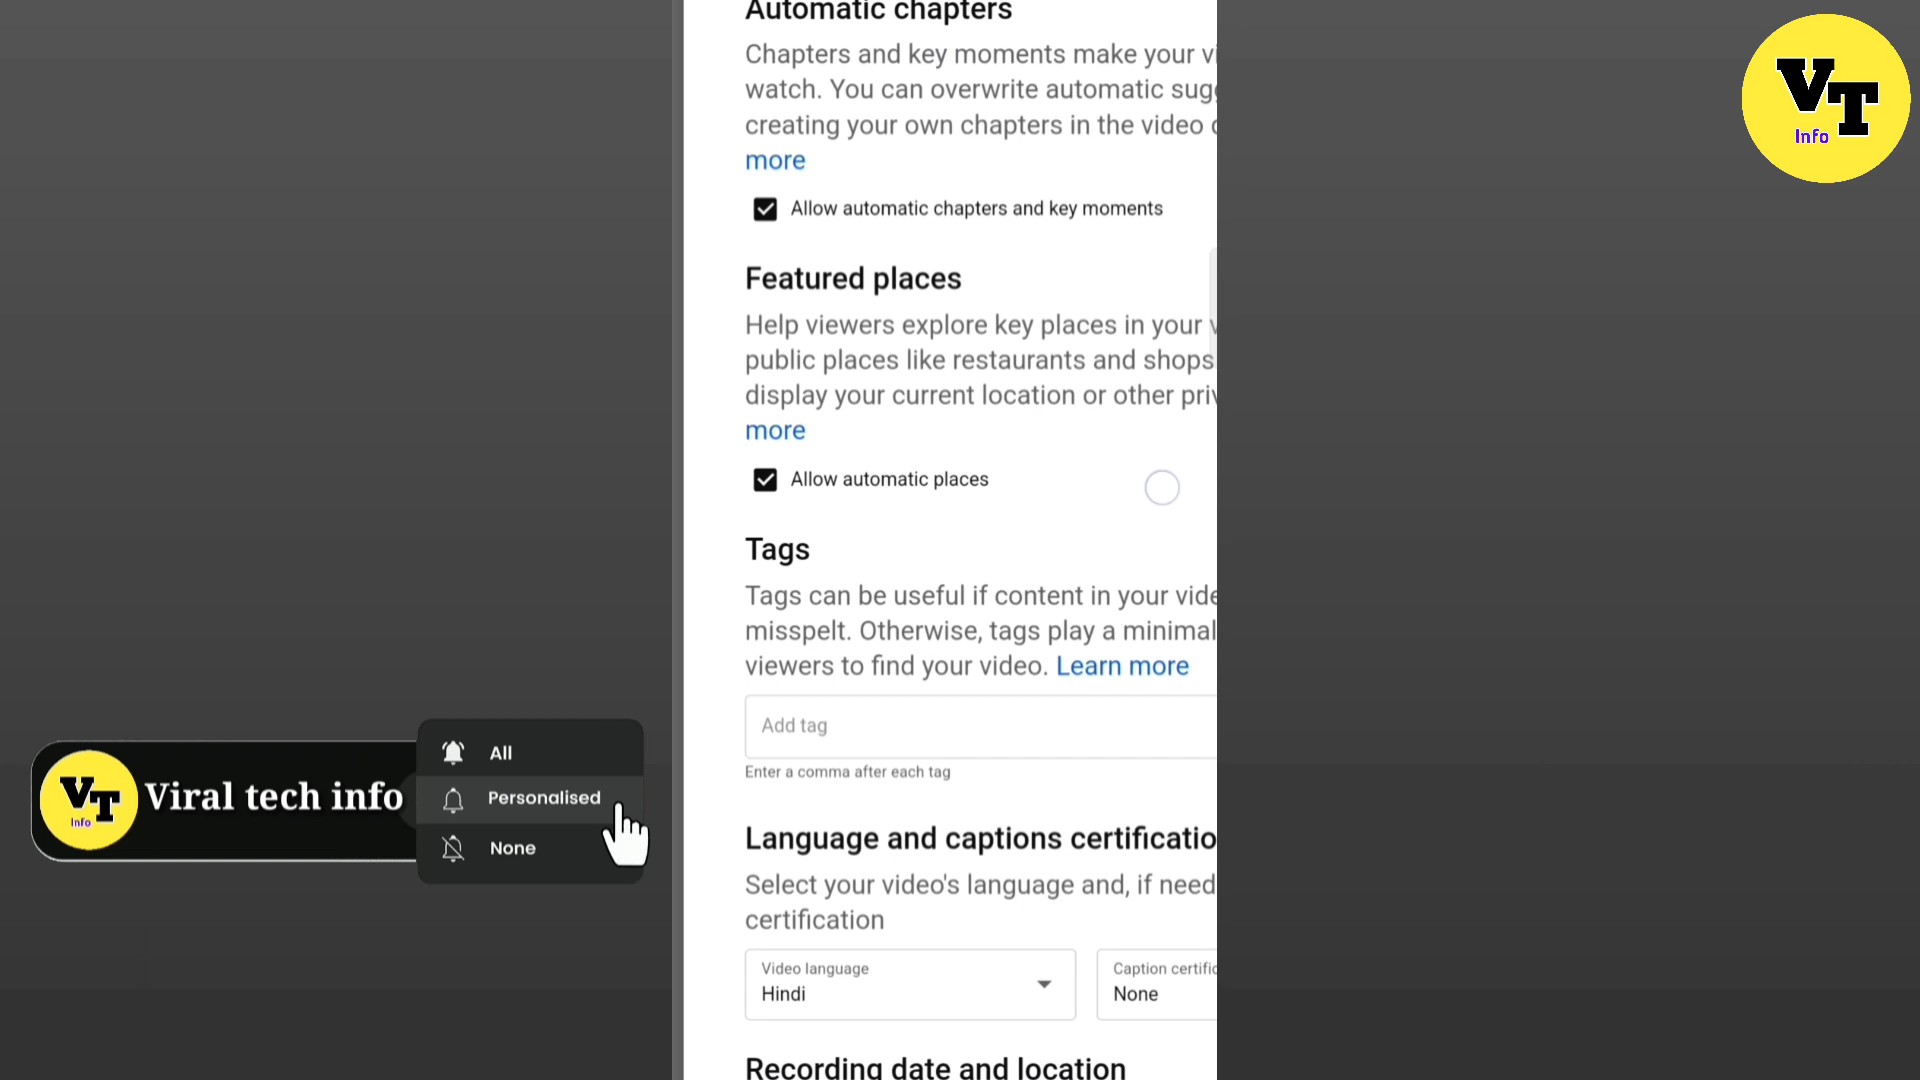 Automatic chapters
Chapters and key moments make your
watch. You can overwrite automatic
creating your own chapters in the video
more
Allow automatic chapters and key moments
Featured places
Help viewers explore key places in your
public places like restaurants and shops
display your current location or other
more
Allow automatic places
Tags
Tags can be useful if content in your
misspelt. Otherwise, tags play a minimal
viewers to find your video. Learn more
Add tag
Enter a comma after each tag
Language and captions certificatio
Select your video's language and, if need
certification
Video language
Hindi
Caption certific
None
Recording date and location
VT
Info
VT
Info
Viral tech info
All
Personalised
None